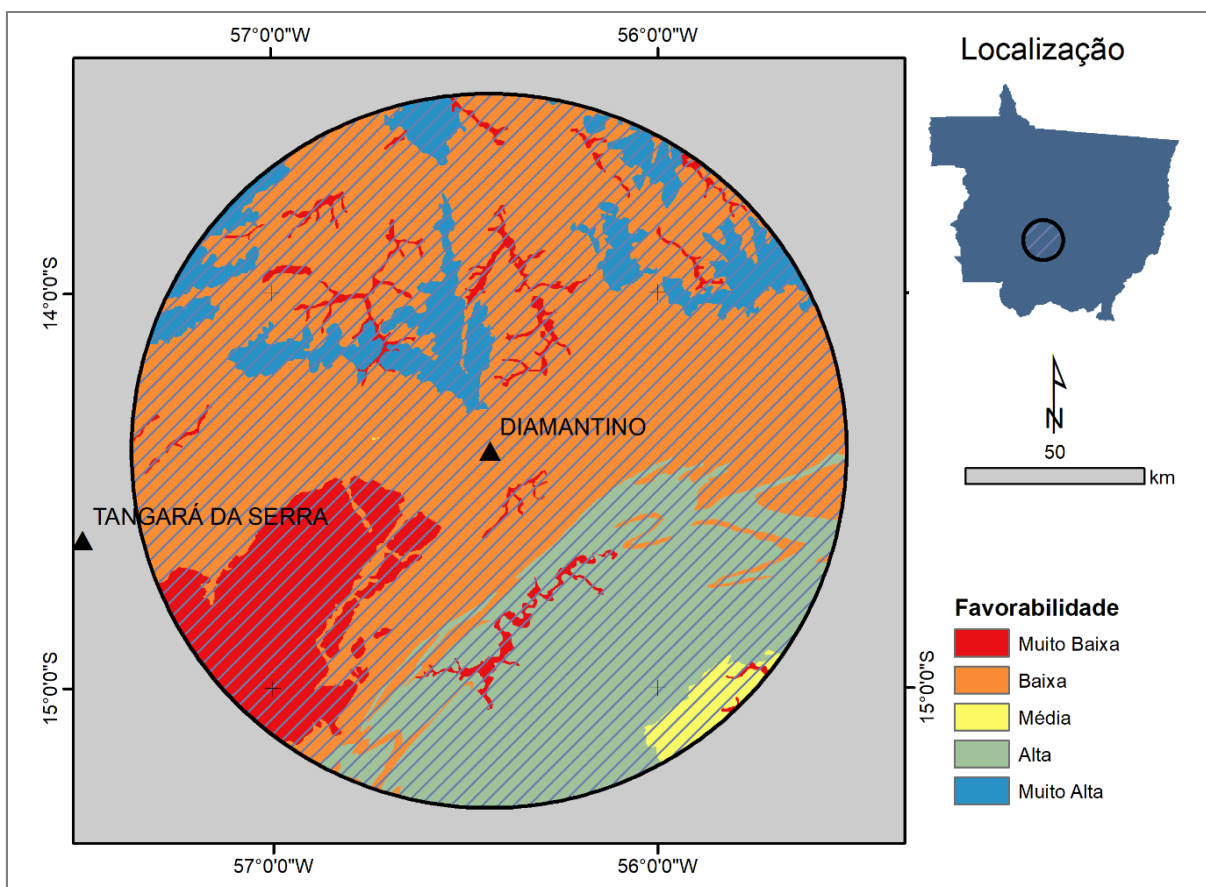 57°0'0"W
56°0'0"W
Localização
14°0'0"S
DIAMANTINO
N
50
km
TANGARÁ DA SERRA
Favorabilidade
Muito Baixa
Baixa
Média
Alta
Muito Alta
15°0'0"S
15°0'0"S
57°0'0"W
56°0'0"W